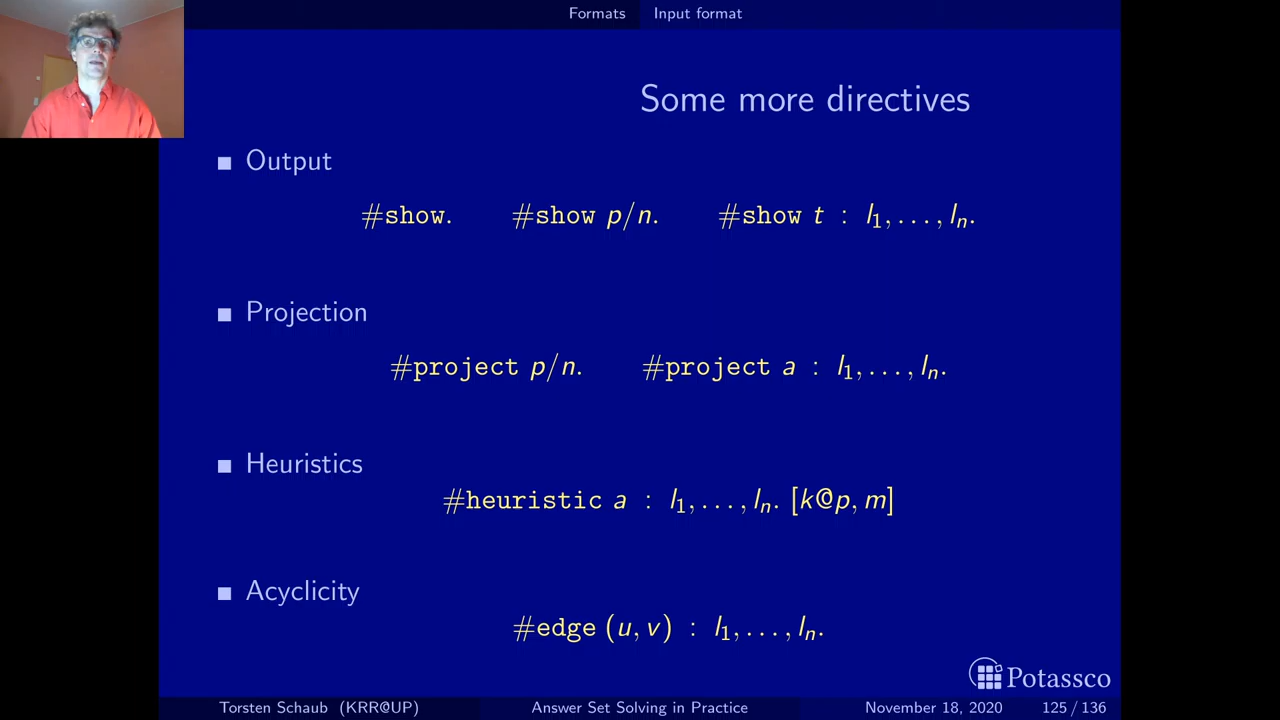 Formats Input format
Some more directives
Output
#show. #show p/n. #show t : l₁,...,lₙ.
Projection
#project p/n. #project a : l₁,...,lₙ.
Heuristics
#heuristic a : l₁,...,lₙ. [k@p, m]
Acyclicity
#edge (u, v) : l₁,...,lₙ.
Potassco
Torsten Schaub (KRR@UP) Answer Set Solving in Practice November 18, 2020 125 / 136